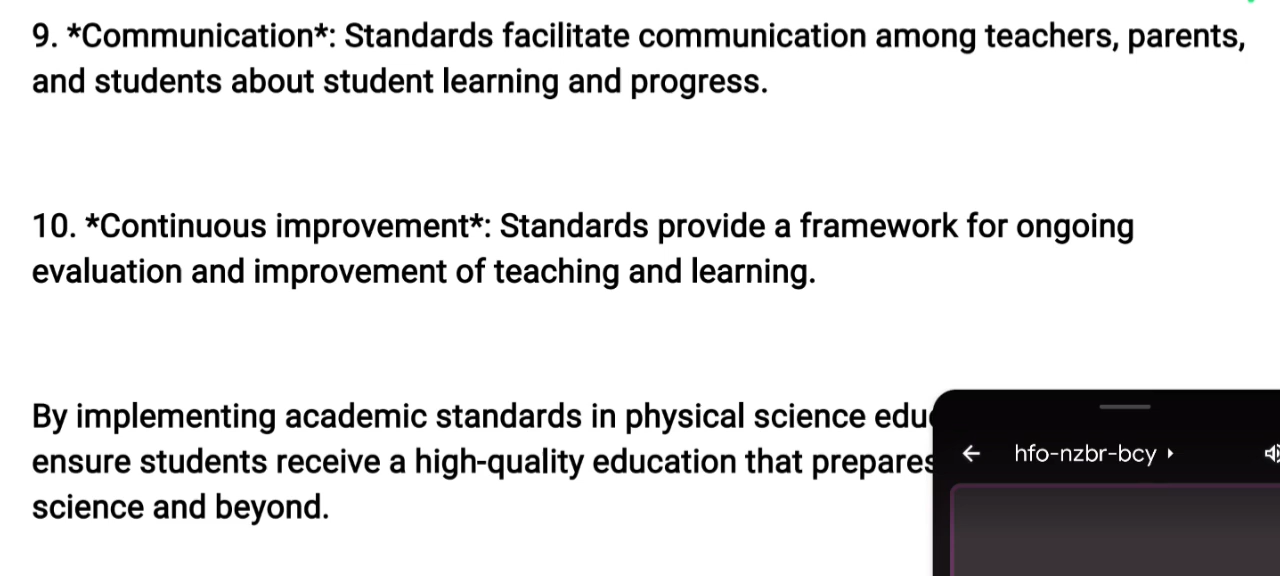 9. *Communication*: Standards facilitate communication among teachers, parents,
and students about student learning and progress.
10. *Continuous improvement*: Standards provide a framework for ongoing
evaluation and improvement of teaching and learning.
By implementing academic standards in physical science
ensure students receive a high-quality education that prepares
science and beyond.
hfo-nzbr-bcy